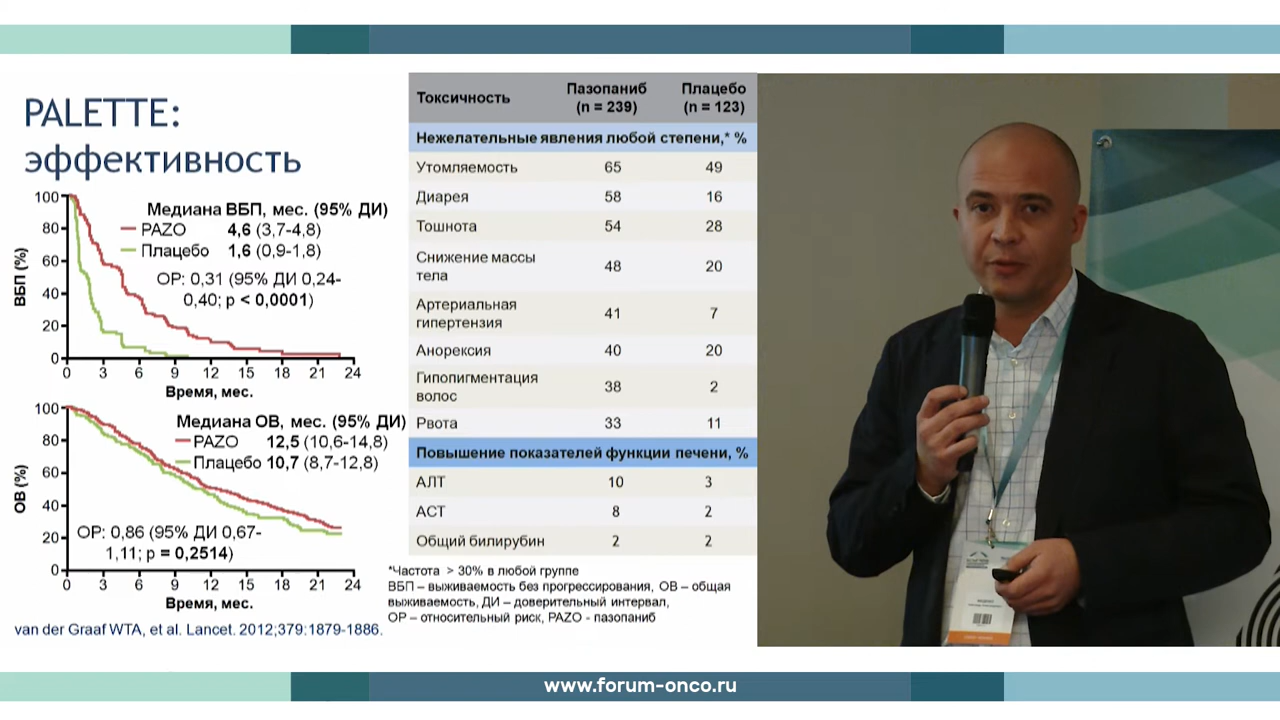 PALETTE:
эффективность
100
80
60
40
20
0
ВБП (%)
Медиана ВБП, мес. (95% ДИ)
PAZO 4,6 (3,7-4,8)
Плацебо 1,6 (0,9-1,8)
ОР: 0,31 (95% ДИ 0,24-
0,40; p < 0,0001)
0 3 6 9 12 15 18 21 24
Время, мес.
100
80
60
40
20
0
ОВ (%)
Медиана ОВ, мес. (95% ДИ)
PAZO 12,5 (10,6-14,8)
Плацебо 10,7 (8,7-12,8)
ОР: 0,86 (95% ДИ 0,67-
1,11; p = 0,2514)
0 3 6 9 12 15 18 21 24
Время, мес.
van der Graaf WTA, et al. Lancet. 2012;379:1879-1886.
Токсичность Пазопаниб (n = 239) Плацебо (n = 123)
Нежелательные явления любой степени,* %
Утомляемость 65 49
Диарея 58 16
Тошнота 54 28
Снижение массы
тела 48 20
Артериальная
гипертензия 41 7
Анорексия 40 20
Гипопигментация
волос 38 2
Рвота 33 11
Повышение показателей функции печени, %
АЛТ 10 3
АСТ 8 2
Общий билирубин 2 2
*Частота > 30% в любой группе
ВБП – выживаемость без прогрессирования, ОВ – общая
выживаемость, ДИ – доверительный интервал,
ОР – относительный риск, PAZO - пазопаниб
www.forum-onco.ru